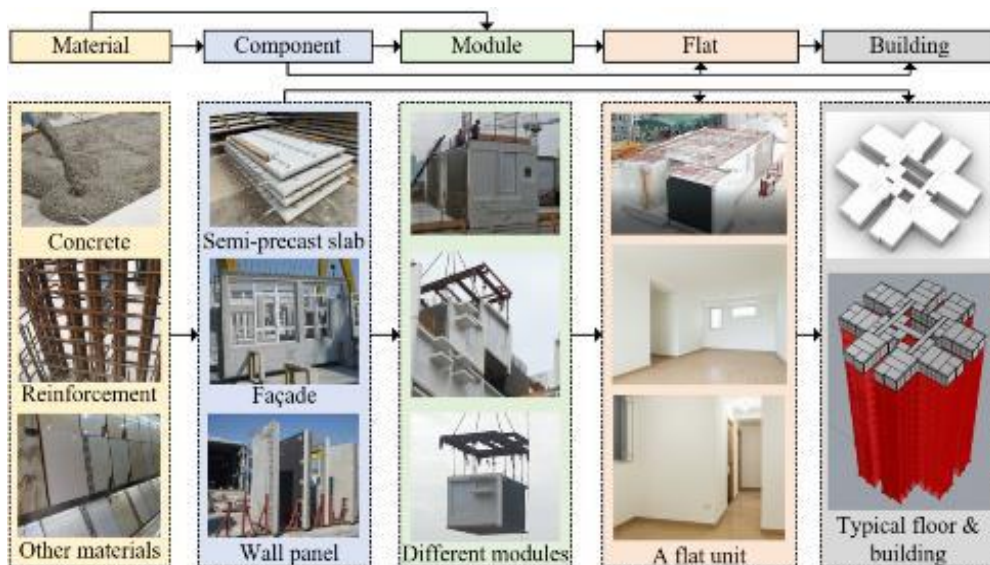 Material
Component
Module
Flat
Building
Concrete
Reinforcement
Other materials
Semi-precast slab
Façade
Wall panel
Different modules
A flat unit
Typical floor &
building